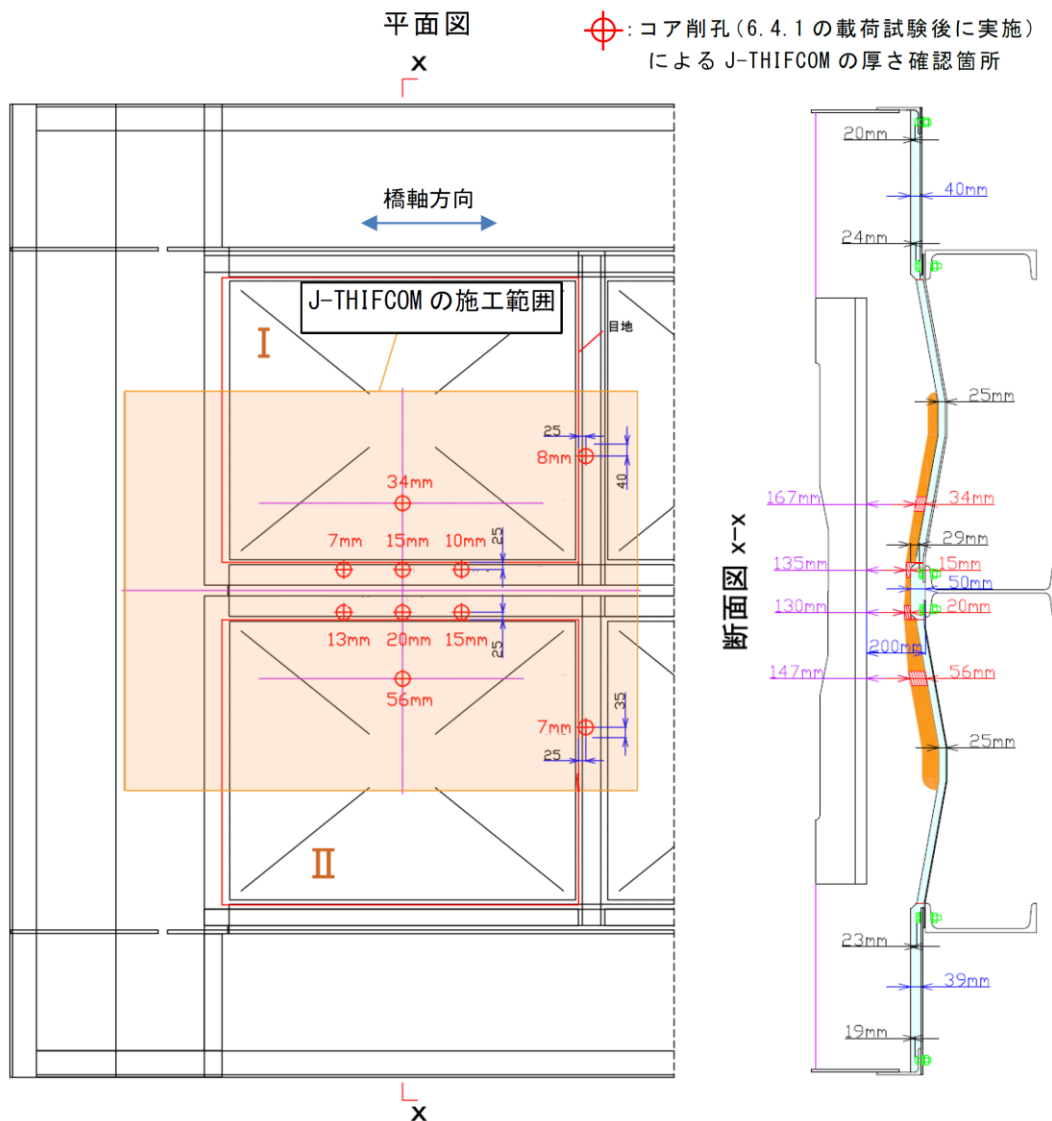 平面図
:コア削孔(6.4.1の載荷試験後に実施)
によるJ-THIFCOMの厚さ確認箇所
x
橋軸方向
J-THIFCOMの施工範囲
目地
I
25
8mm
40
34mm
25
7mm 15mm 10mm
13mm 20mm 15mm
25
56mm
35
7mm
25
II
x
断面図 x-x
20mm
40mm
24mm
25mm
167mm 34mm
29mm
135mm 15mm
50mm
130mm 20mm
200mm
147mm 56mm
25mm
23mm
39mm
19mm